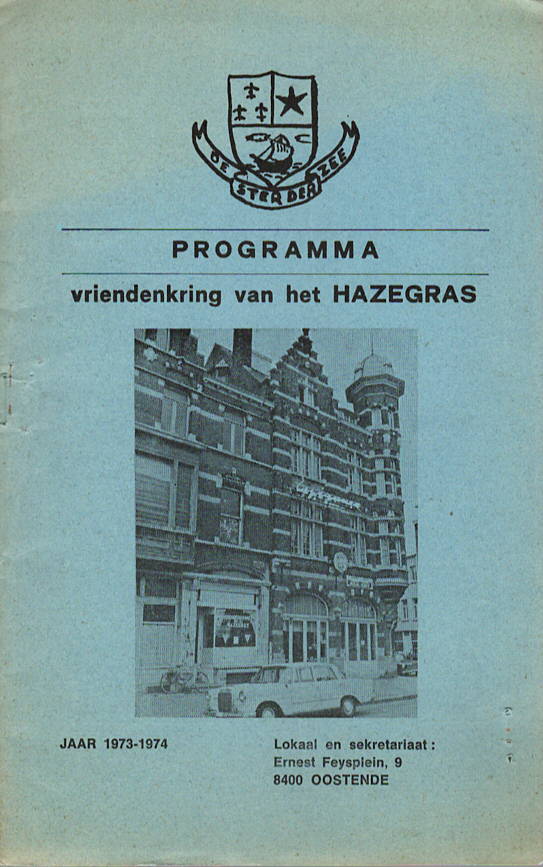 DE STER DER ZEE
PROGRAMMA
vriendenkring van het HAZEGRAS
JAAR 1973-1974
Lokaal en sekretariaat :
Ernest Feysplein, 9
8400 OOSTENDE